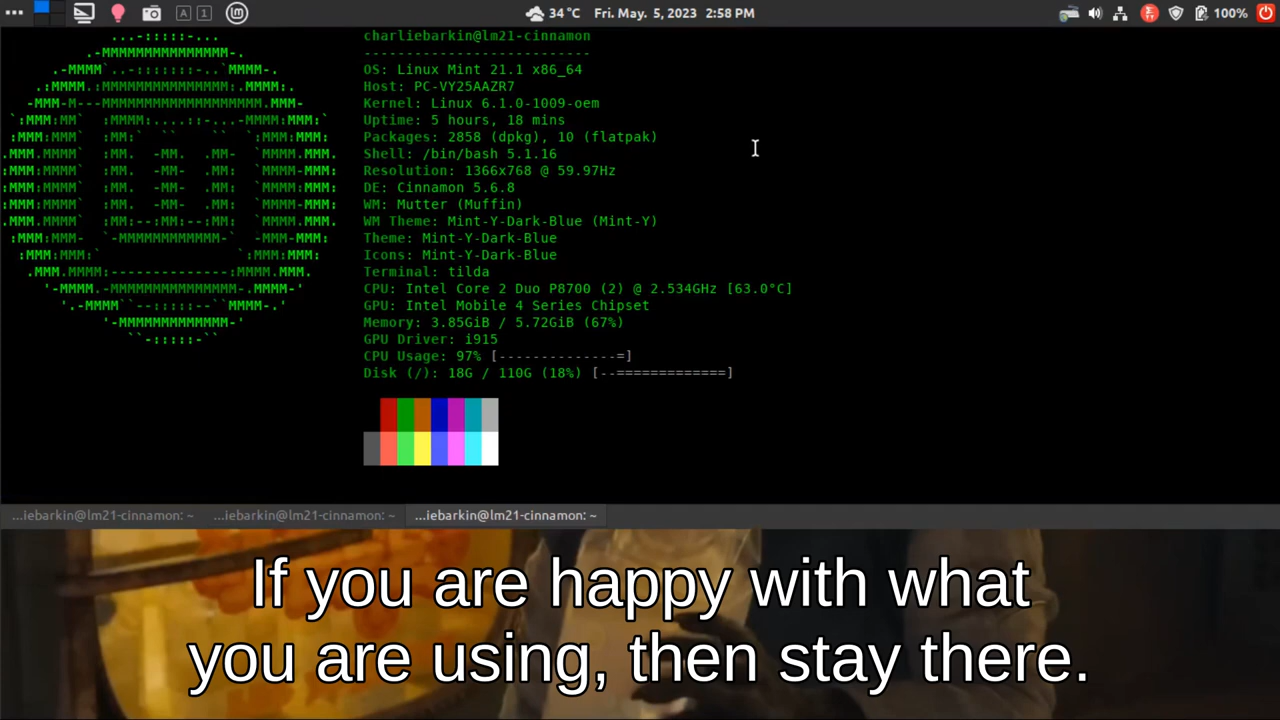 A 1 34 °C Fri. May. 5, 2023 2:58 PM 100%
charliebarkin@lm21-cinnamon
---------------------------
OS: Linux Mint 21.1 x86_64
Host: PC-VY25AAZR7
Kernel: Linux 6.1.0-1009-oem
Uptime: 5 hours, 18 mins
Packages: 2858 (dpkg), 10 (flatpak)
Shell: /bin/bash 5.1.16
Resolution: 1366x768 @ 59.97Hz
DE: Cinnamon 5.6.8
WM: Mutter (Muffin)
WM Theme: Mint-Y-Dark-Blue (Mint-Y)
Theme: Mint-Y-Dark-Blue
Icons: Mint-Y-Dark-Blue
Terminal: tilda
CPU: Intel Core 2 Duo P8700 (2) @ 2.534GHz [63.0°C]
GPU: Intel Mobile 4 Series Chipset
Memory: 3.85GiB / 5.72GiB (67%)
GPU Driver: i915
CPU Usage: 97% [--------------=]
Disk (/): 18G / 110G (18%) [--=============]
...iebarkin@lm21-cinnamon: ~ ...iebarkin@lm21-cinnamon: ~ ...iebarkin@lm21-cinnamon: ~
If you are happy with what
you are using, then stay there.